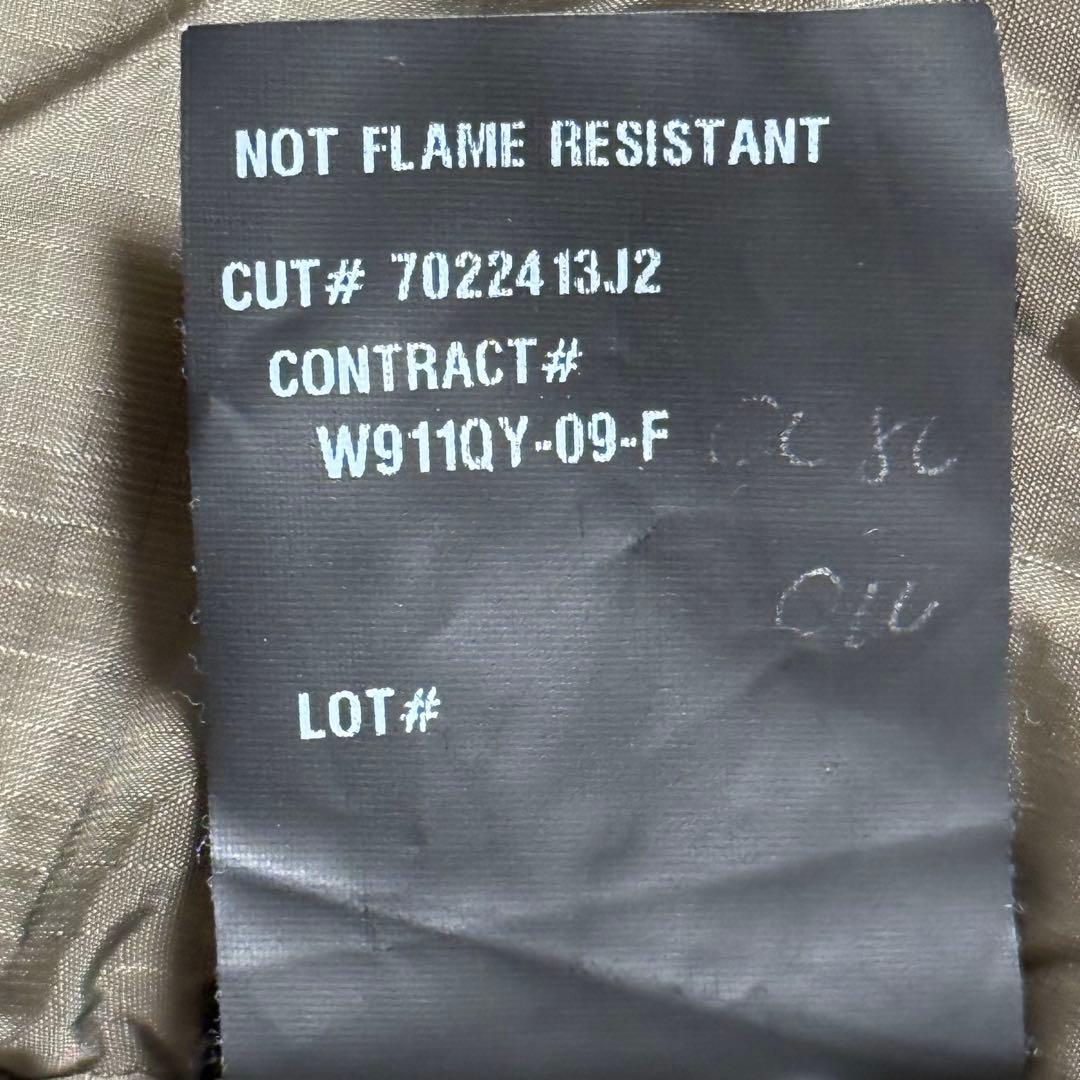 NOT FLAME RESISTANT
CUT# 7022413J2
CONTRACT#
W911QY-09-F
LOT#